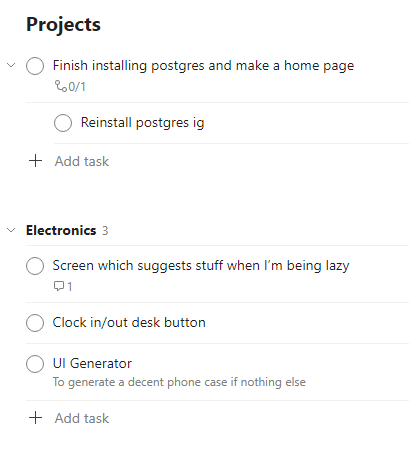 Projects
Finish installing postgres and make a home page
0/1
Reinstall postgres ig
Add task
Electronics 3
Screen which suggests stuff when I'm being lazy
1
Clock in/out desk button
UI Generator
To generate a decent phone case if nothing else
Add task